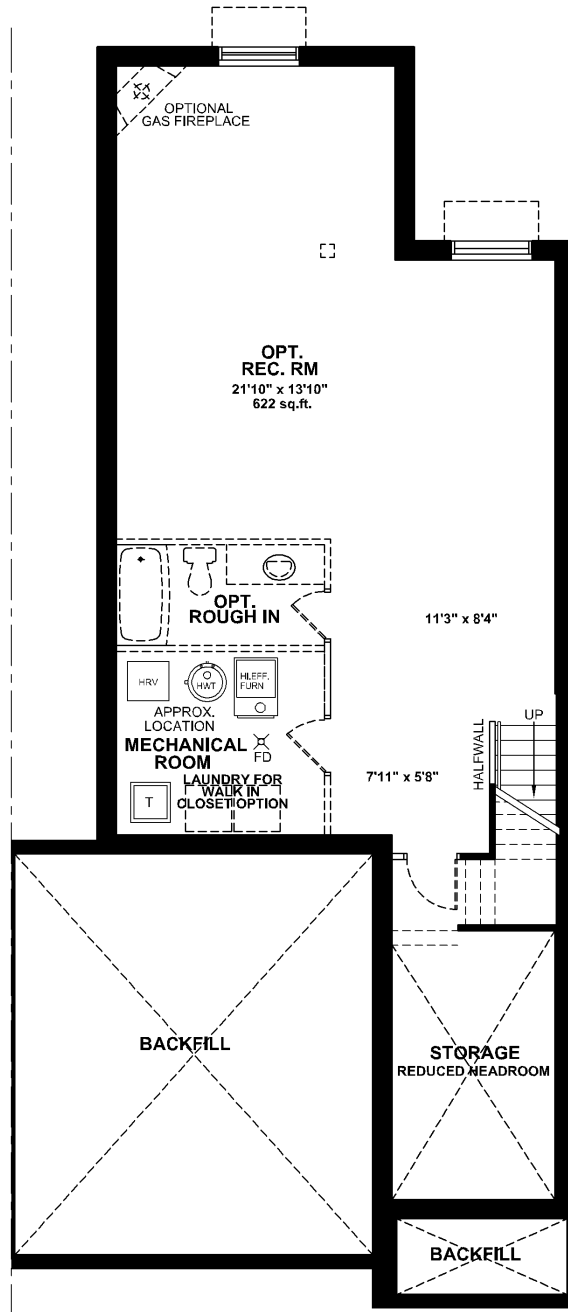 OPTIONAL
GAS FIREPLACE
OPT.
REC. RM
21'10" x 13'10"
622 sq.ft.
OPT.
ROUGH IN
11'3" x 8'4"
HRV
HWT
HI.EFF.
FURN
APPROX.
LOCATION
MECHANICAL
ROOM
FD
LAUNDRY FOR
WALK IN
CLOSET OPTION
T
7'11" x 5'8"
HALFWALL
UP
BACKFILL
STORAGE
REDUCED HEADROOM
BACKFILL